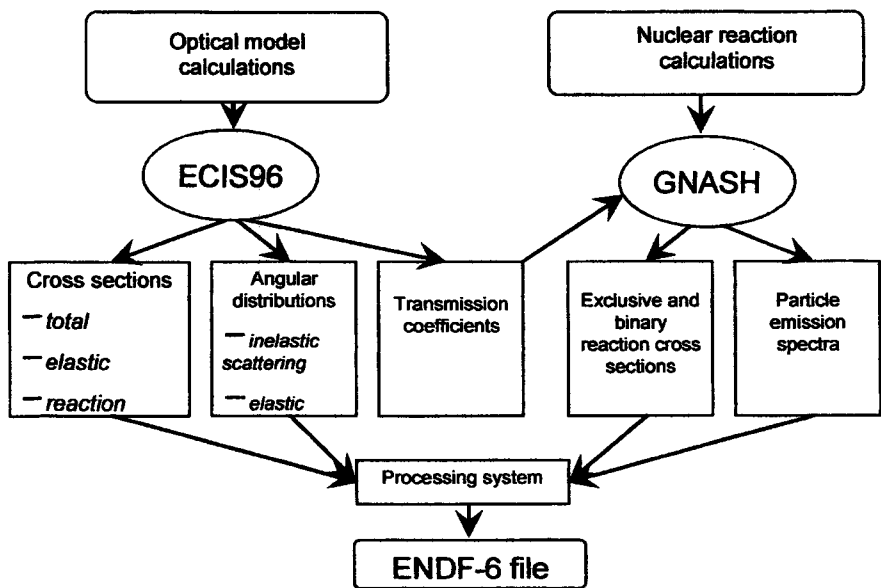 Optical model
calculations
Nuclear reaction
calculations
ECIS96
GNASH
Cross sections
— total
— elastic
— reaction
Angular
distributions
— inelastic
scattering
— elastic
Transmission
coefficients
Exclusive and
binary
reaction cross
sections
Particle
emission
spectra
Processing system
ENDF-6 file